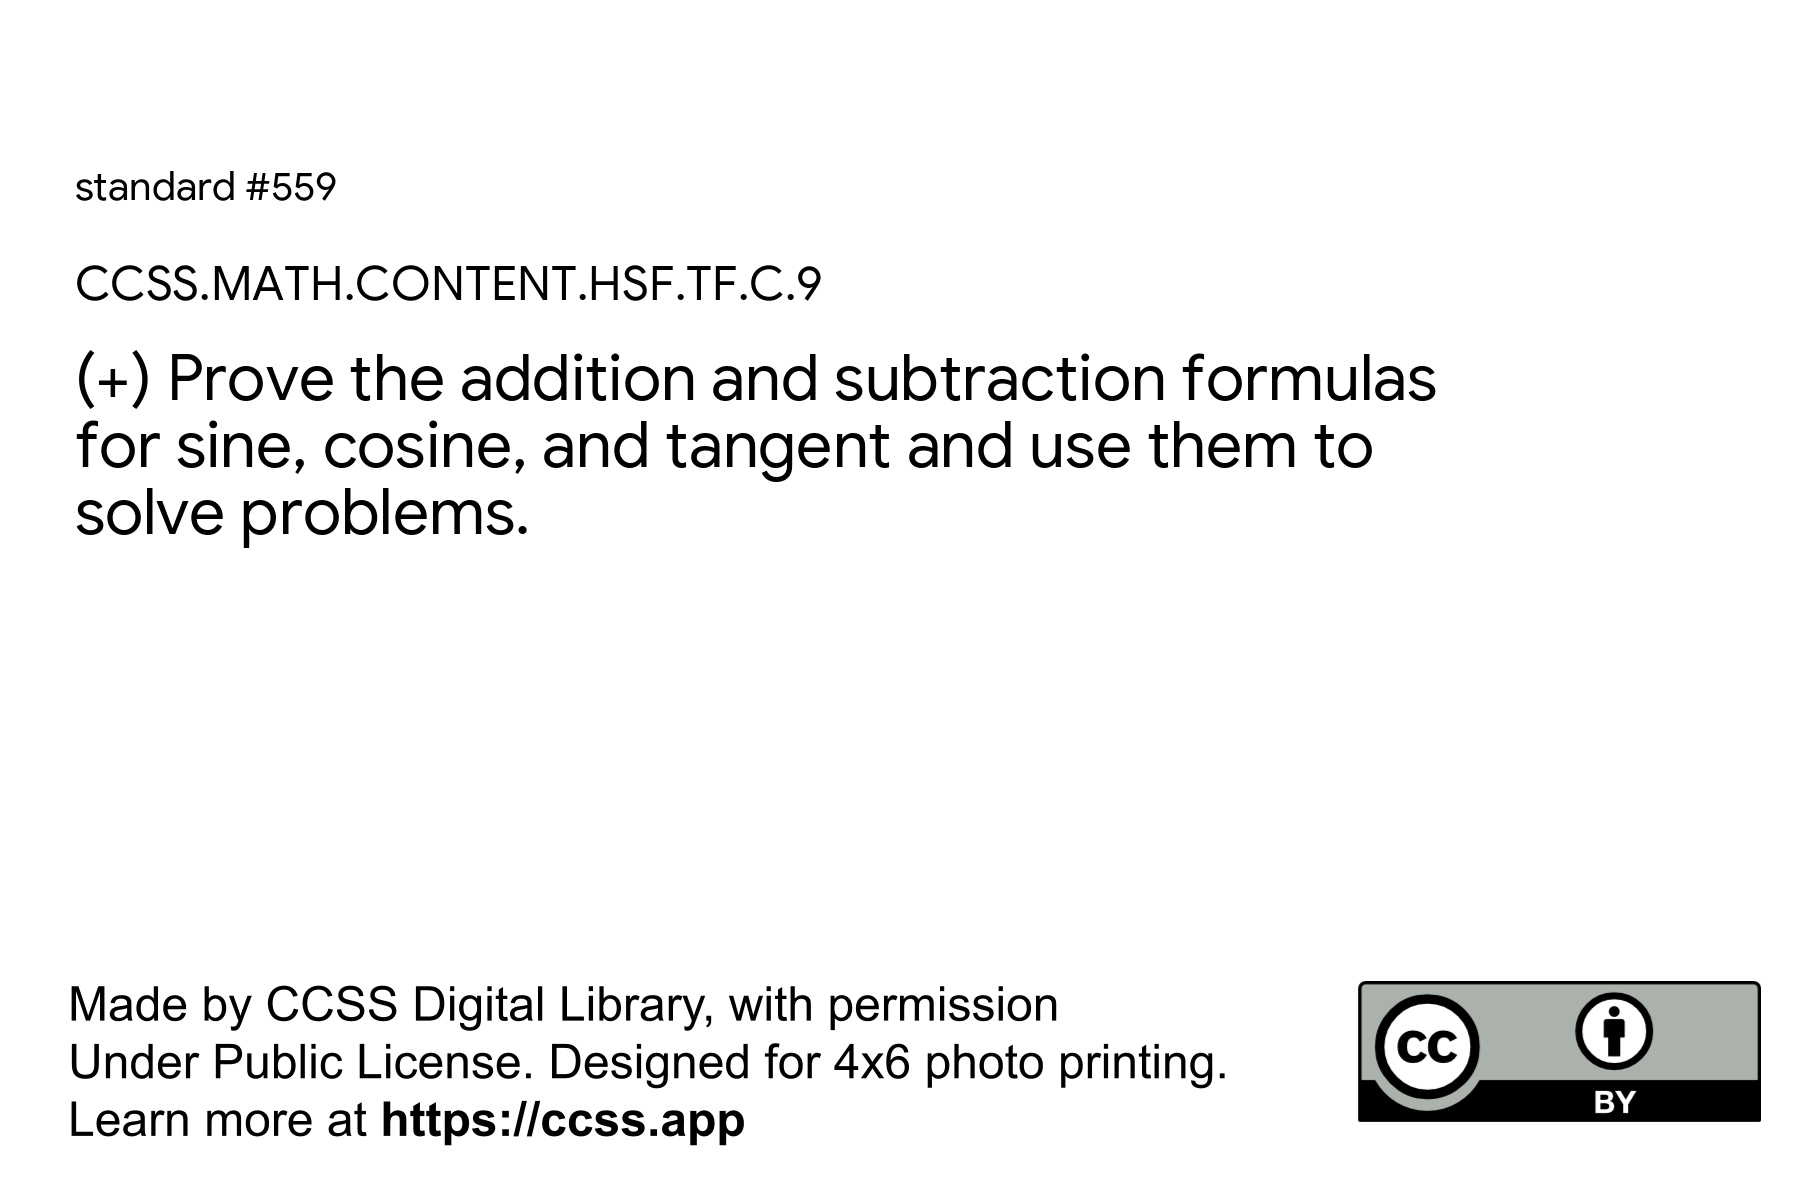 standard #559
CCSS.MATH.CONTENT.HSF.TF.C.9
(+) Prove the addition and subtraction formulas
for sine, cosine, and tangent and use them to
solve problems.
Made by CCSS Digital Library, with permission
Under Public License. Designed for 4x6 photo printing.
Learn more at https://ccss.app
CC
BY